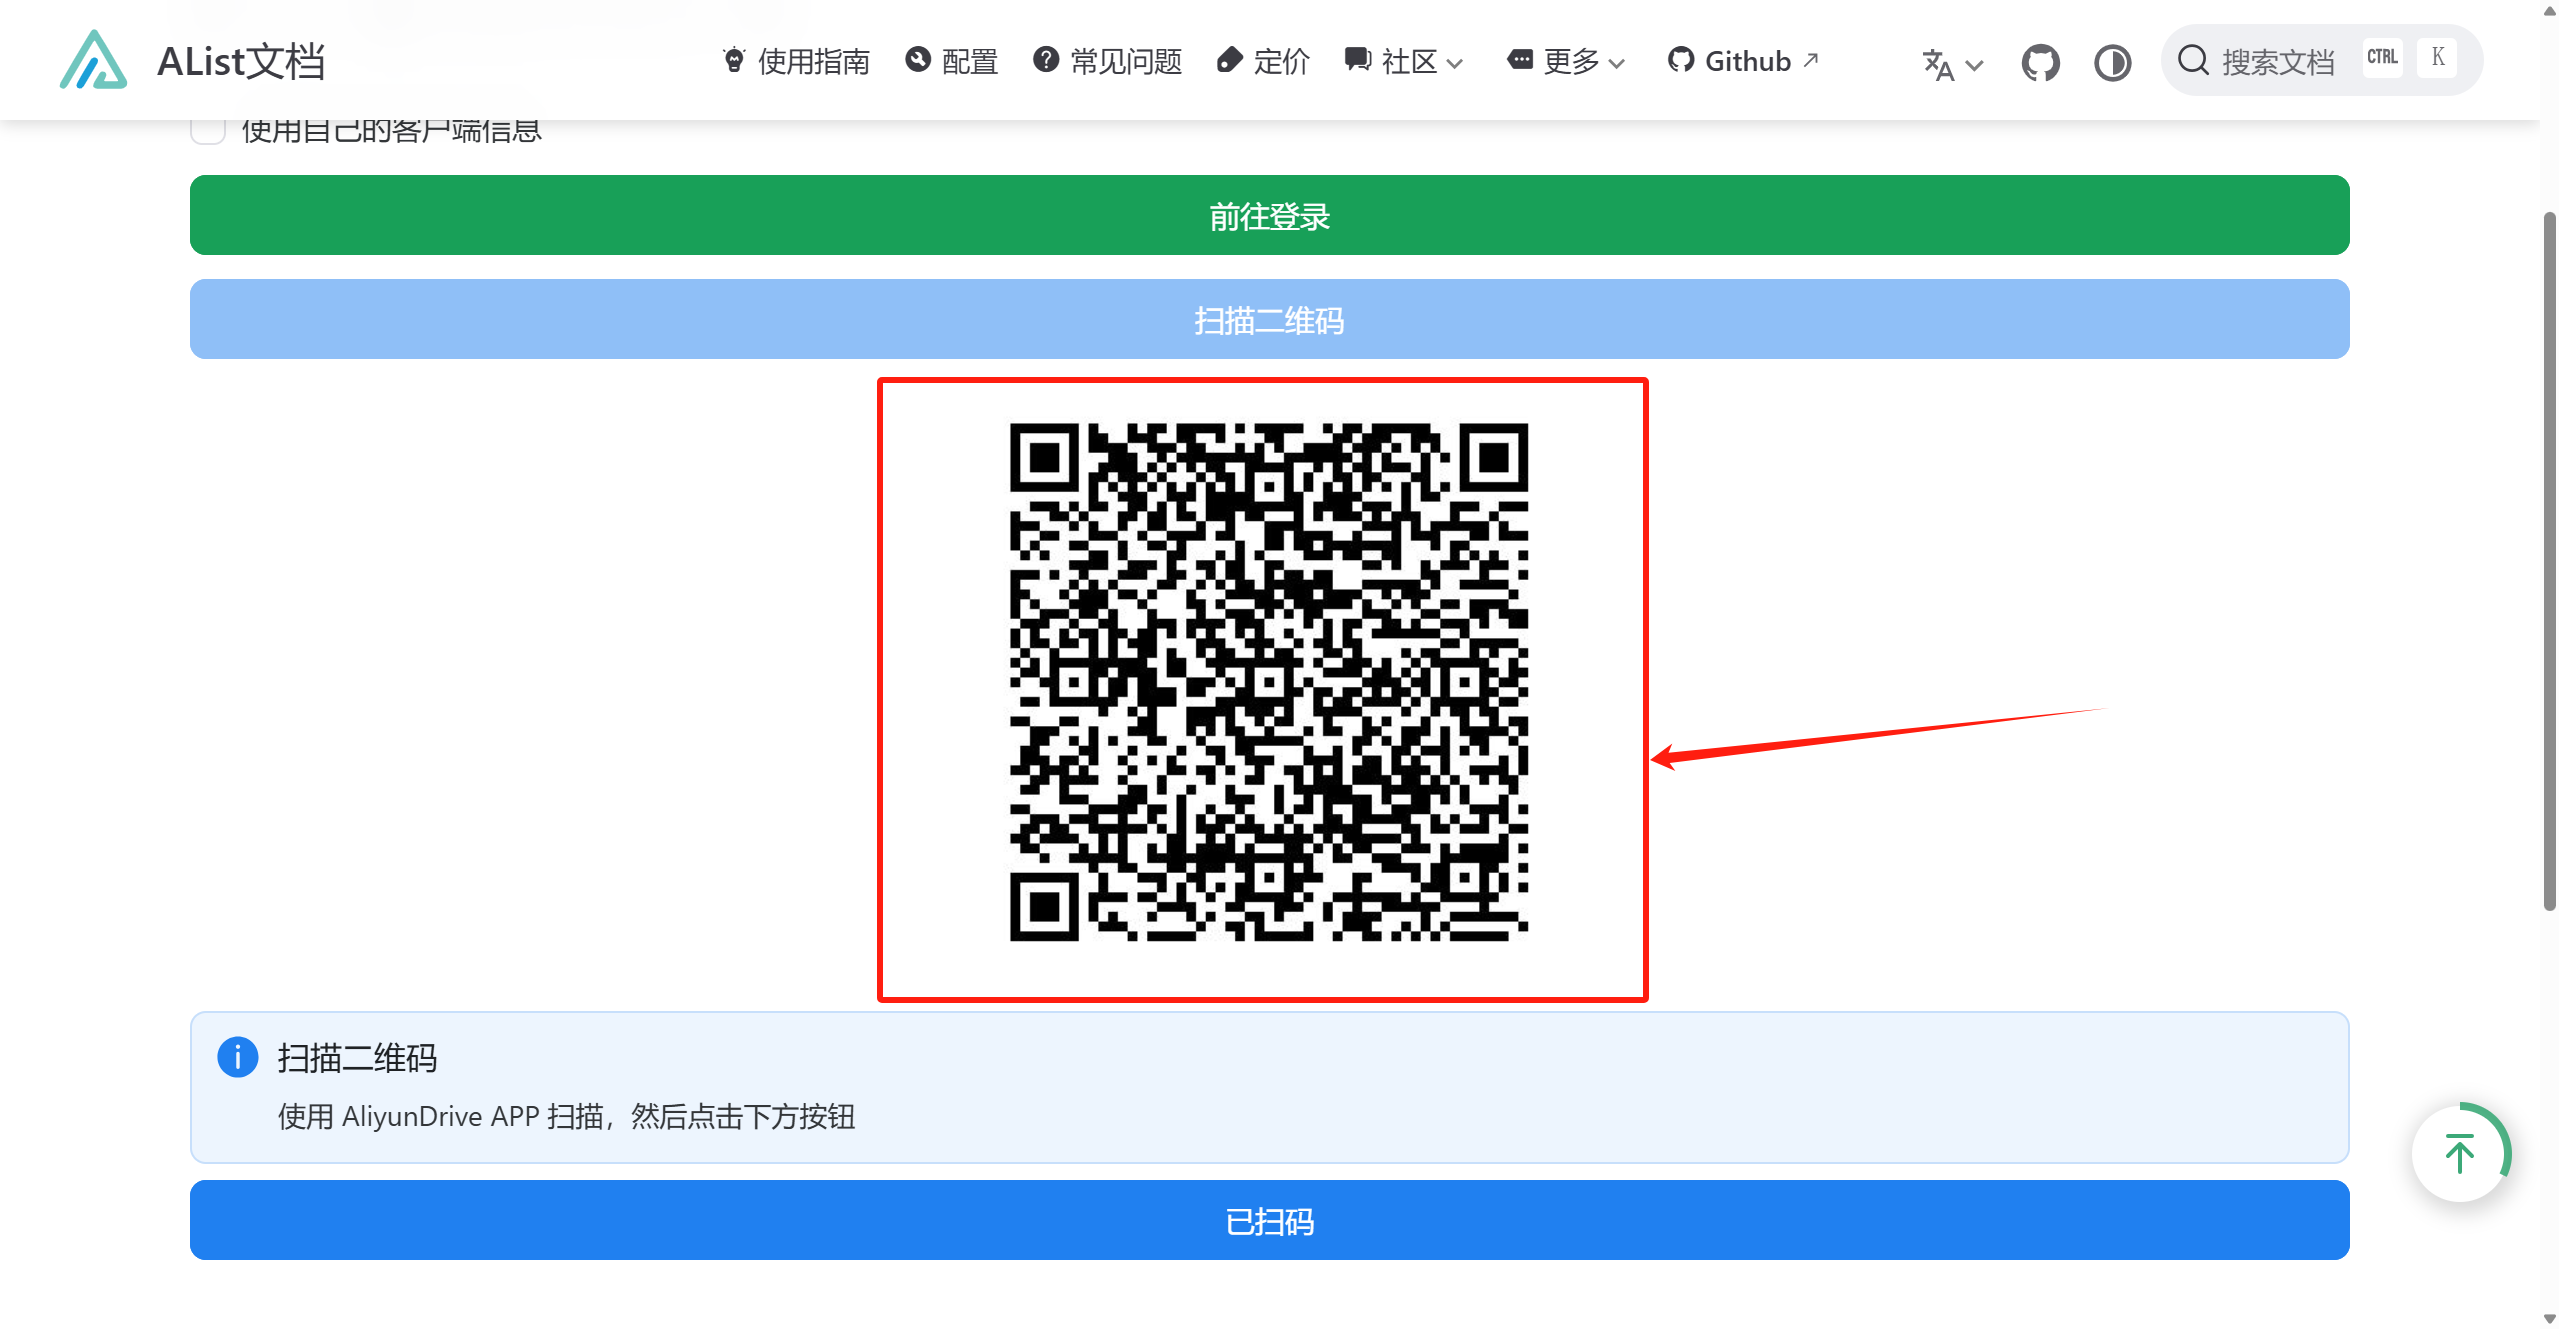 AList文档
使用指南 配置 常见问题 定价 社区 更多 Github 搜索文档 CTRL K
使用自己的客户端信息
前往登录
扫描二维码
扫描二维码
使用 AliyunDrive APP 扫描，然后点击下方按钮
已扫码